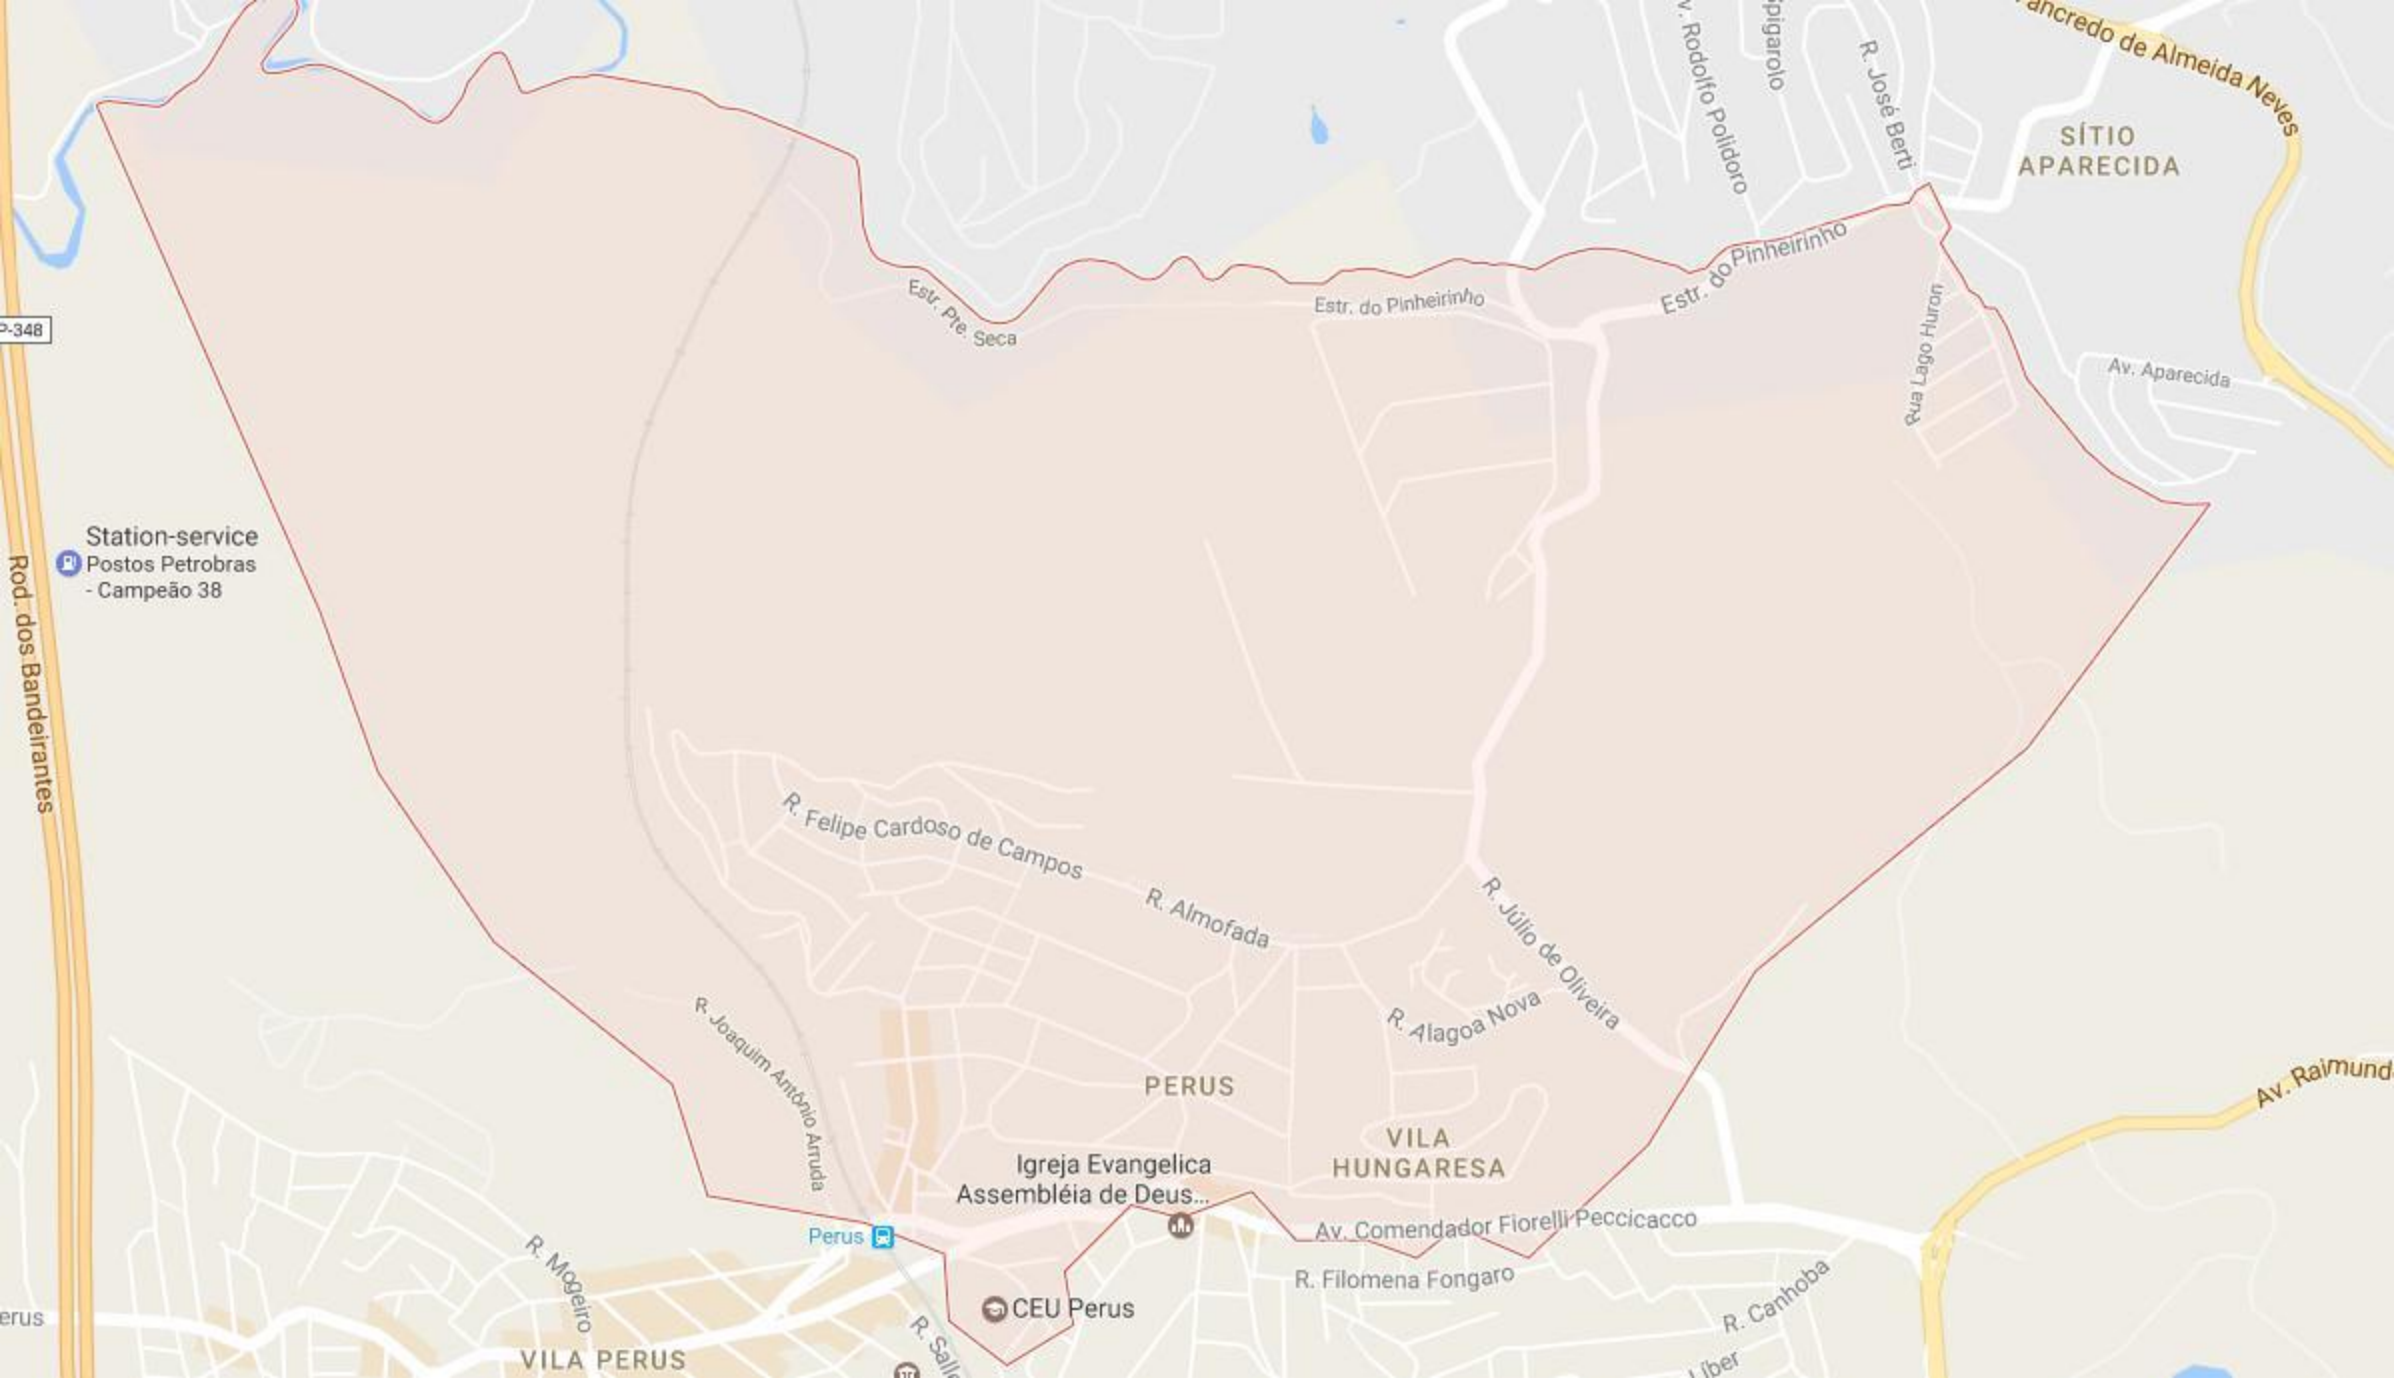 ancredo de Almeida Neves
v. Rodolfo Polidoro
pigarolo
R. José Berti
SÍTIO
APARECIDA
Estr. do Pinheirinho
Estr. do Pinheirinho
Estr. Pte. Seca
P-348
Rua Lago Huron
Av. Aparecida
Station-service
Postos Petrobras
- Campeão 38
Rod. dos Bandeirantes
R. Felipe Cardoso de Campos
R. Almofada
R. Júlio de Oliveira
R. Alagoa Nova
R. Joaquim Antônio Arruda
PERUS
Av. Raimund
VILA
HUNGARESA
Igreja Evangelica
Assembléia de Deus...
Perus
Av. Comendador Fiorelli Peccicacco
R. Mogeiro
R. Filomena Fongaro
R. Canhoba
CEU Perus
erus
R. Salle
VILA PERUS
Líber